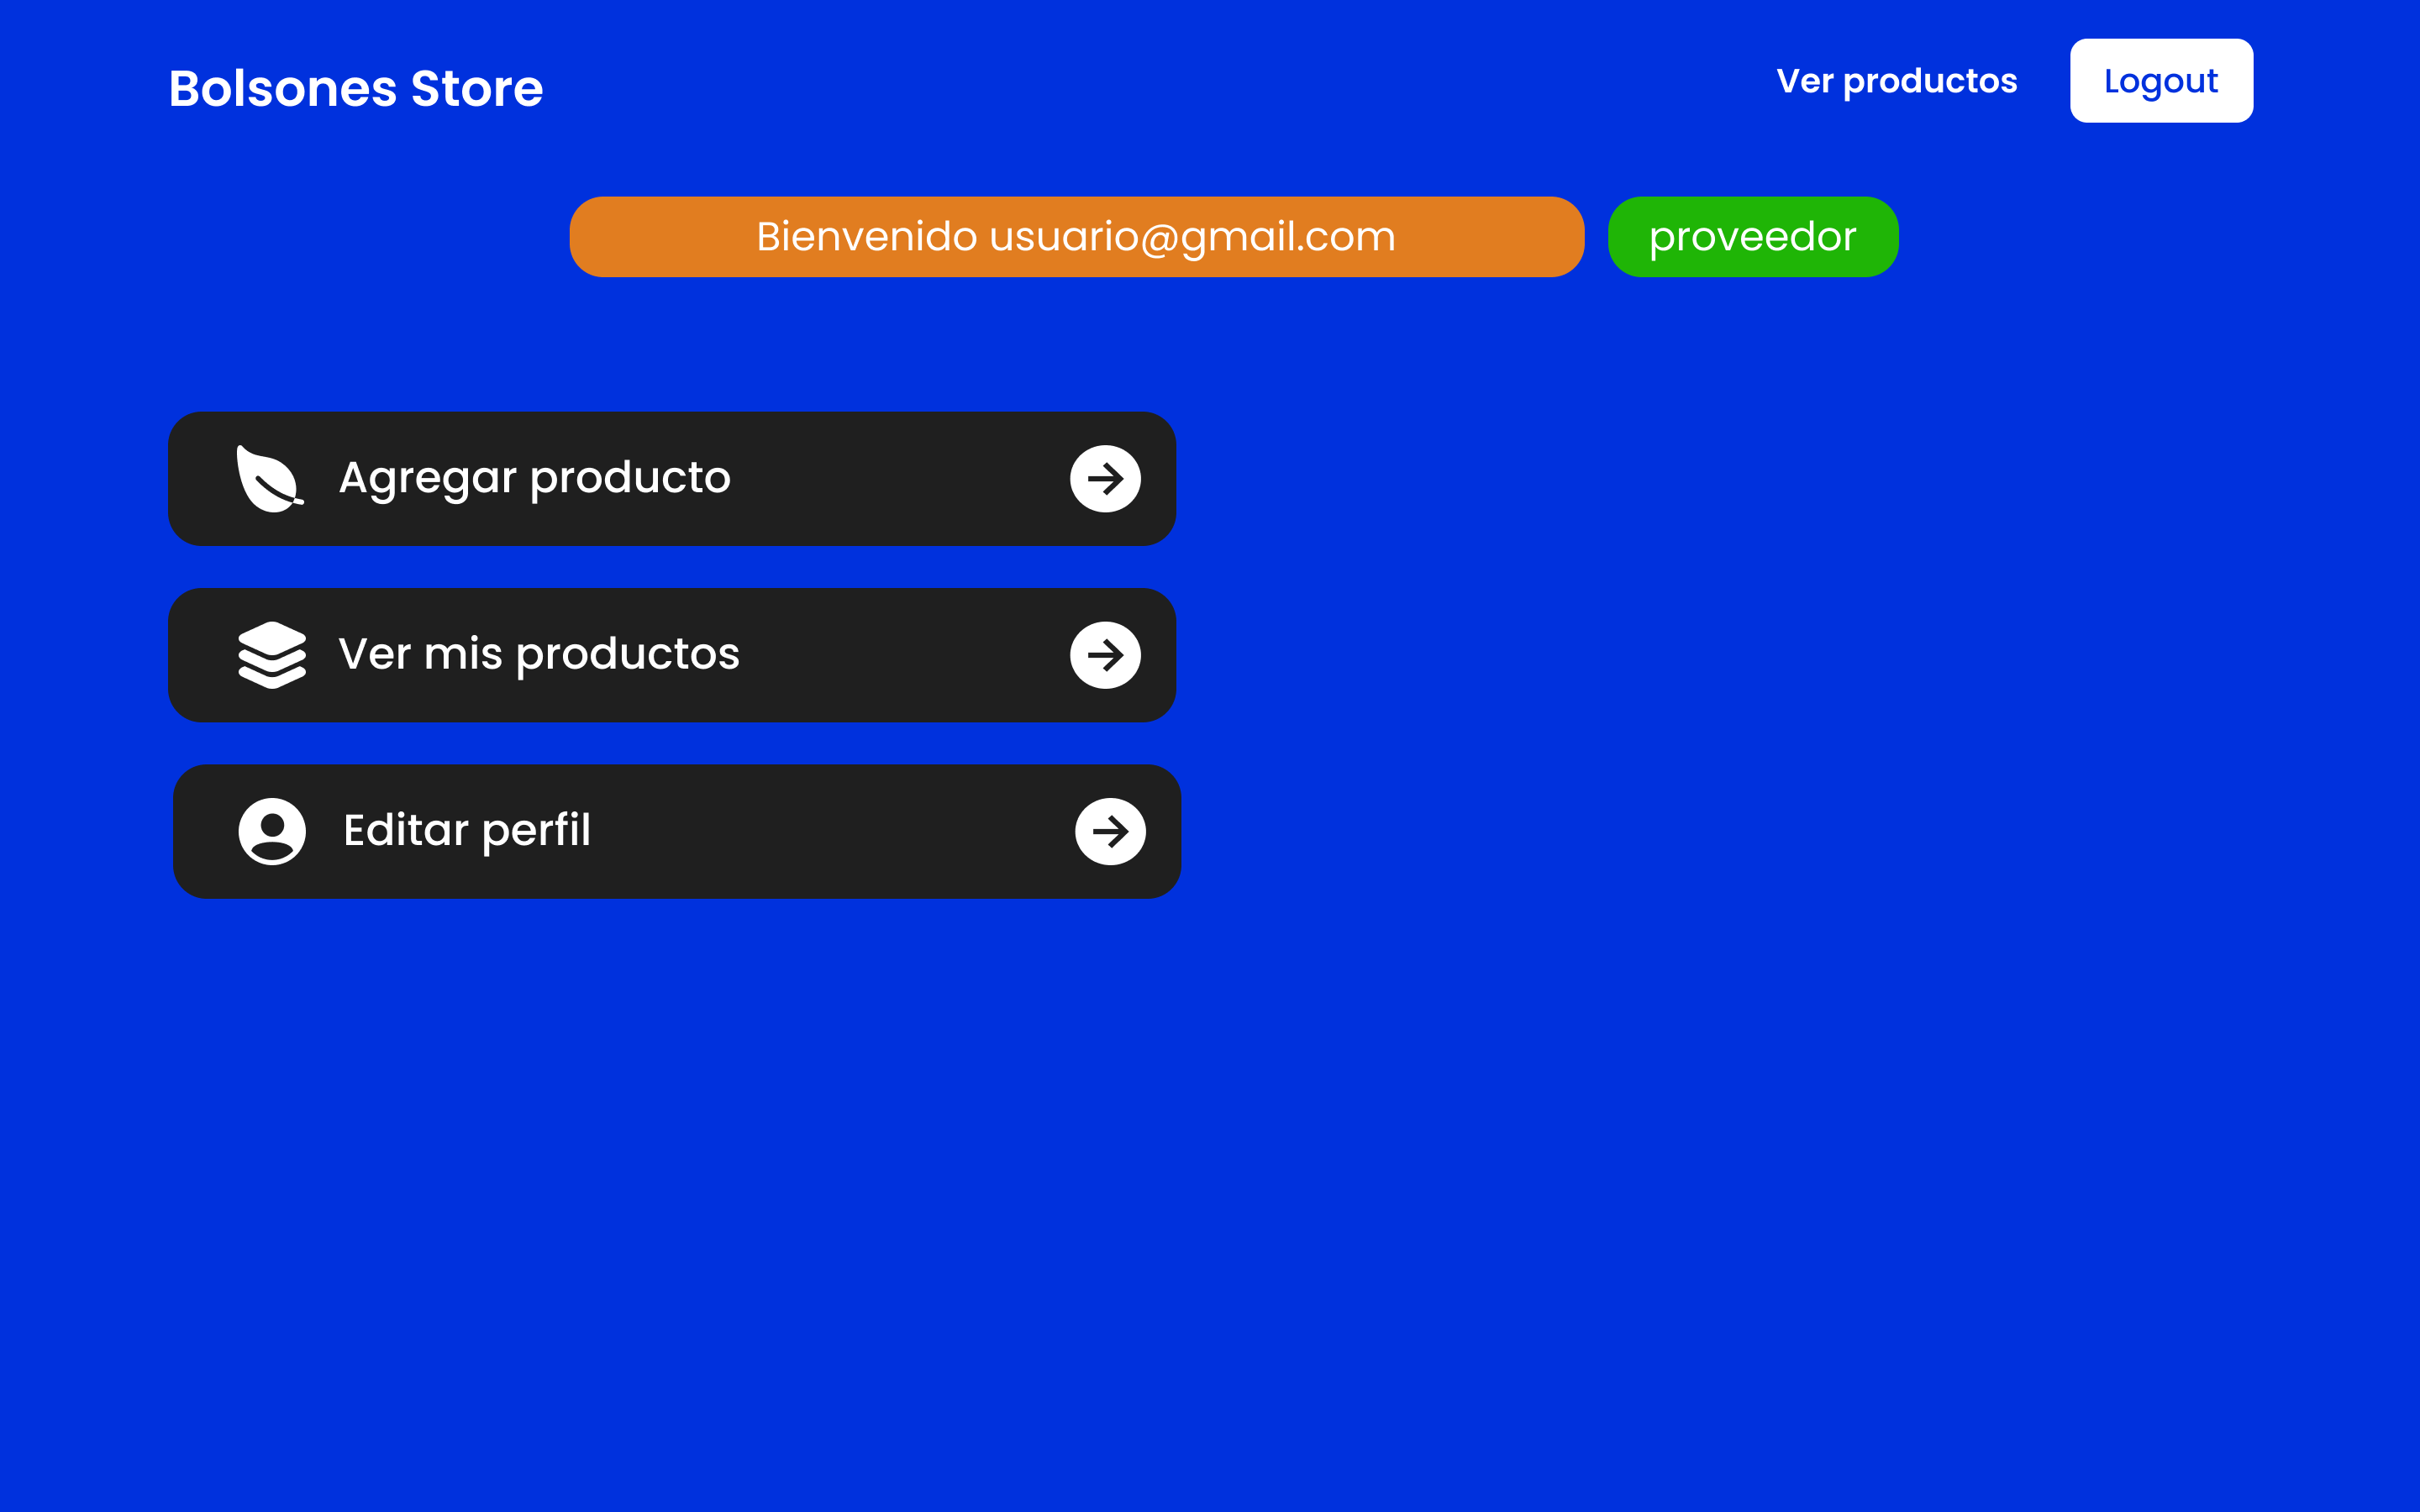 Bolsones Store
Ver productos
Logout
Bienvenido usuario@gmail.com
proveedor
Agregar producto
Ver mis productos
Editar perfil